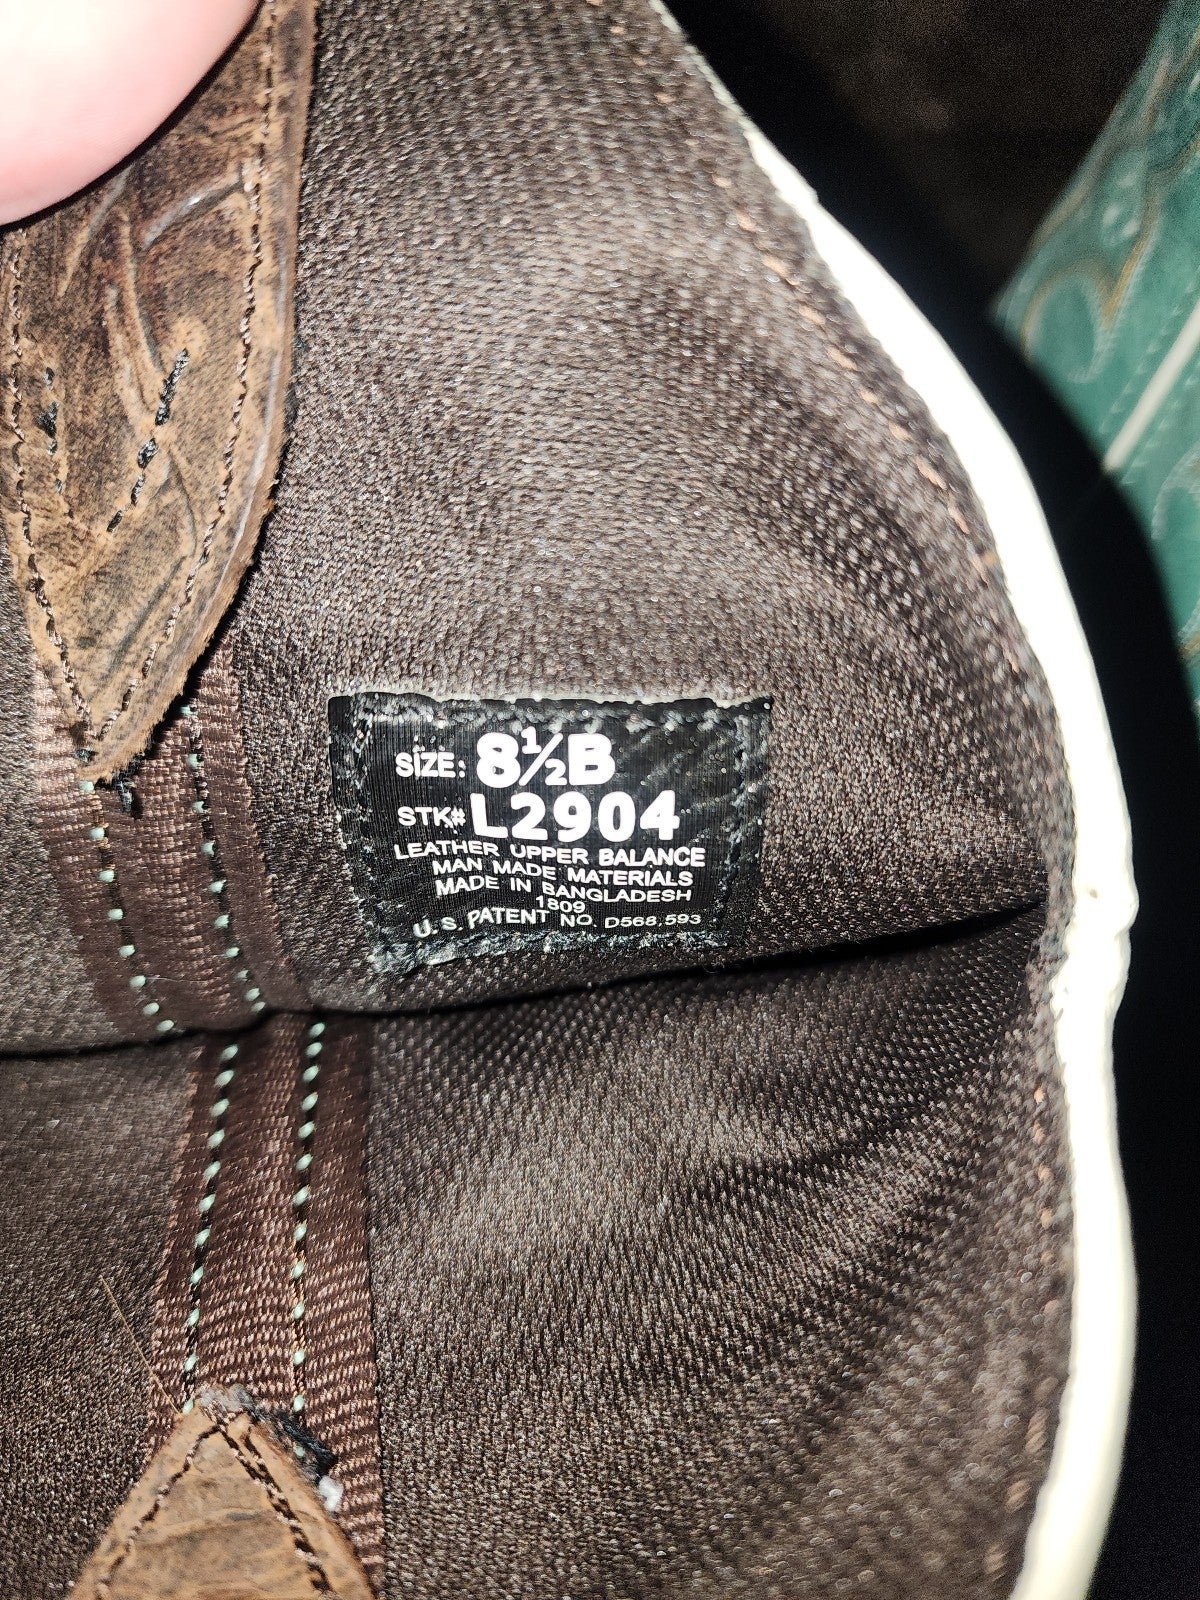 SIZE: 8½B
STK# L2904
LEATHER UPPER BALANCE
MAN MADE MATERIALS
MADE IN BANGLADESH
1809
U.S. PATENT NO. D568,593